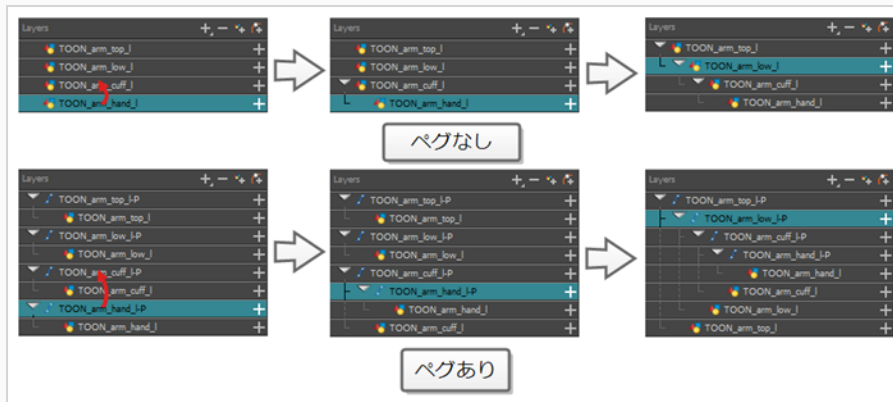 Layers
TOON_arm_top_l
TOON_arm_low_l
TOON_arm_cuff_l
TOON_arm_hand_l
Layers
TOON_arm_top_l
TOON_arm_low_l
TOON_arm_cuff_l
TOON_arm_hand_l
Layers
TOON_arm_top_l
TOON_arm_low_l
TOON_arm_cuff_l
TOON_arm_hand_l
ペグなし
Layers
TOON_arm_top_l-P
TOON_arm_top_l
TOON_arm_low_l-P
TOON_arm_low_l
TOON_arm_cuff_l-P
TOON_arm_cuff_l
TOON_arm_hand_l-P
TOON_arm_hand_l
Layers
TOON_arm_top_l-P
TOON_arm_top_l
TOON_arm_low_l-P
TOON_arm_low_l
TOON_arm_cuff_l-P
TOON_arm_hand_l-P
TOON_arm_hand_l
TOON_arm_cuff_l
Layers
TOON_arm_top_l-P
TOON_arm_low_l-P
TOON_arm_cuff_l-P
TOON_arm_hand_l-P
TOON_arm_hand_l
TOON_arm_cuff_l
TOON_arm_low_l
TOON_arm_top_l
ペグあり